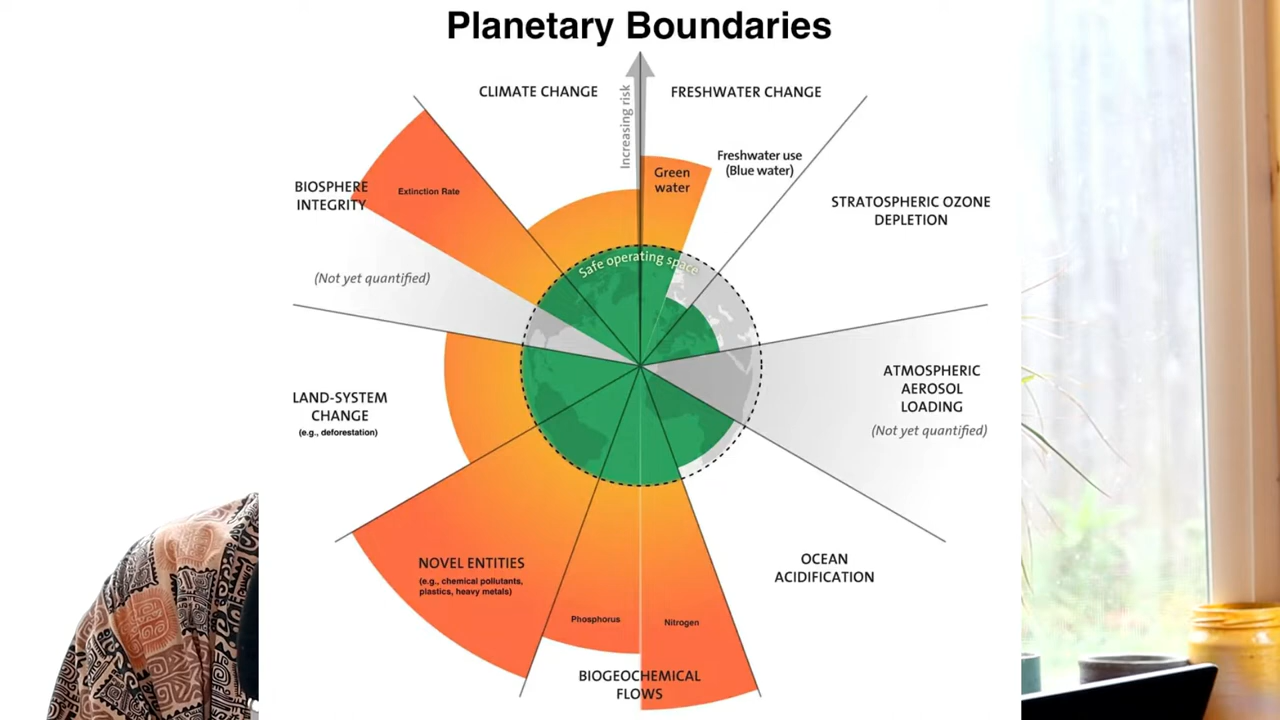 Planetary Boundaries
CLIMATE CHANGE
Increasing risk
FRESHWATER CHANGE
Green
water
Freshwater use
(Blue water)
BIOSPHERE
INTEGRITY
Extinction Rate
(Not yet quantified)
STRATOSPHERIC OZONE
DEPLETION
Safe operating space
LAND-SYSTEM
CHANGE
(e.g., deforestation)
ATMOSPHERIC
AEROSOL
LOADING
(Not yet quantified)
NOVEL ENTITIES
(e.g., chemical pollutants,
plastics, heavy metals)
Phosphorus
Nitrogen
BIOGEOCHEMICAL
FLOWS
OCEAN
ACIDIFICATION